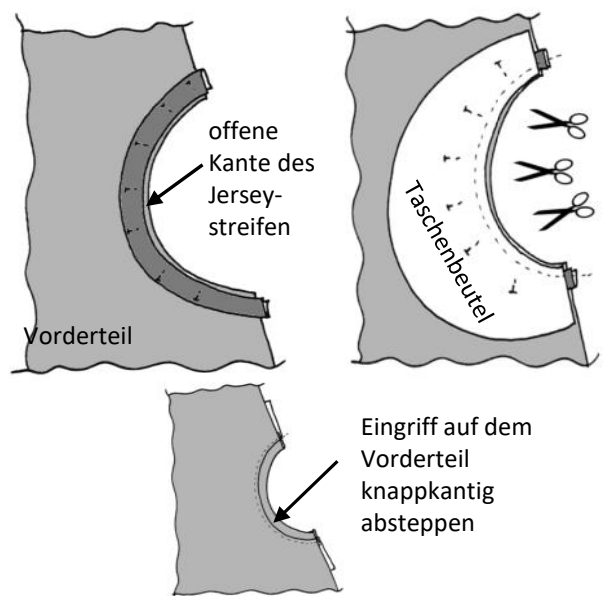 offene
Kante des
Jersey-
streifen
Vorderteil
Taschenbeutel
Eingriff auf dem
Vorderteil
knappkantig
absteppen